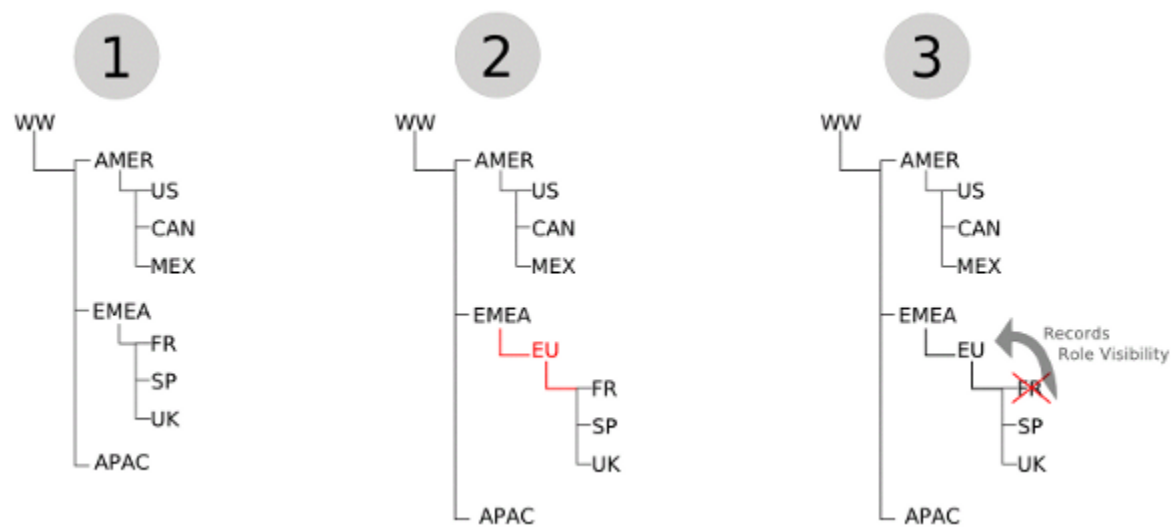 1
WW
AMER
US
CAN
MEX
EMEA
FR
SP
UK
APAC
2
WW
AMER
US
CAN
MEX
EMEA
EU
FR
SP
UK
APAC
3
WW
AMER
US
CAN
MEX
EMEA
EU
Records
Role Visibility
FR
SP
UK
APAC